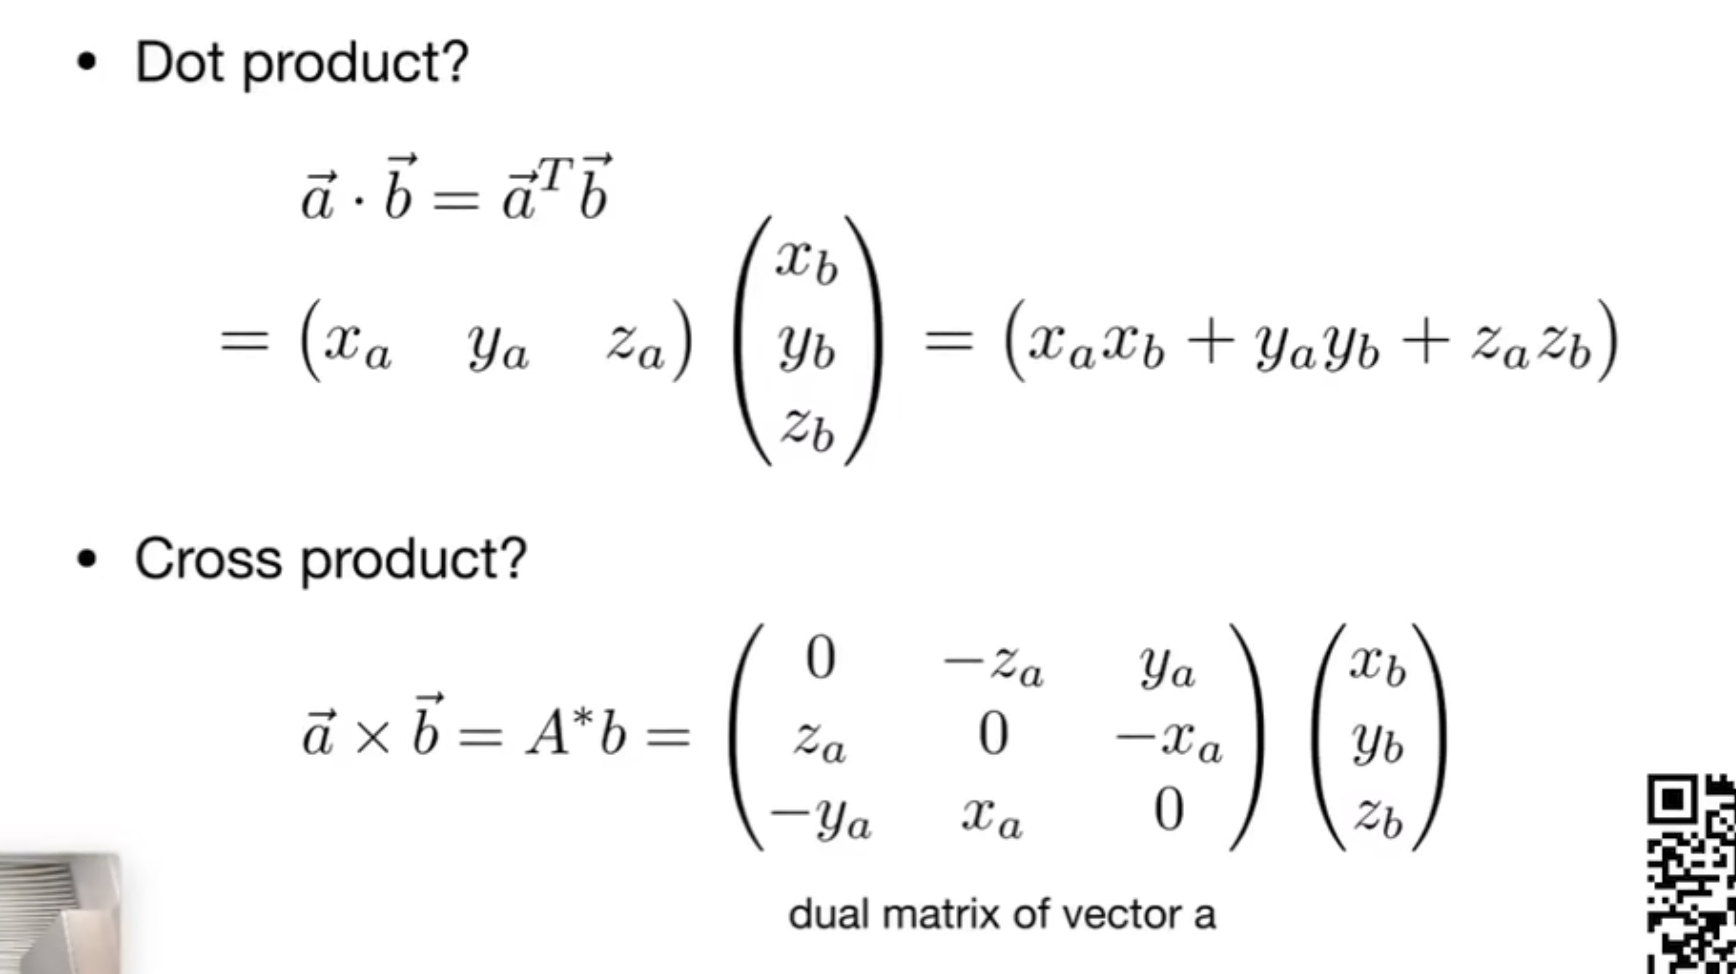 • Dot product?
$\vec{a} \cdot \vec{b} = \vec{a}^T \vec{b}$
$= \begin{pmatrix} x_a & y_a & z_a \end{pmatrix} \begin{pmatrix} x_b \\ y_b \\ z_b \end{pmatrix} = \begin{pmatrix} x_a x_b + y_a y_b + z_a z_b \end{pmatrix}$
• Cross product?
$\vec{a} \times \vec{b} = A^* b = \begin{pmatrix} 0 & -z_a & y_a \\ z_a & 0 & -x_a \\ -y_a & x_a & 0 \end{pmatrix} \begin{pmatrix} x_b \\ y_b \\ z_b \end{pmatrix}$
dual matrix of vector a